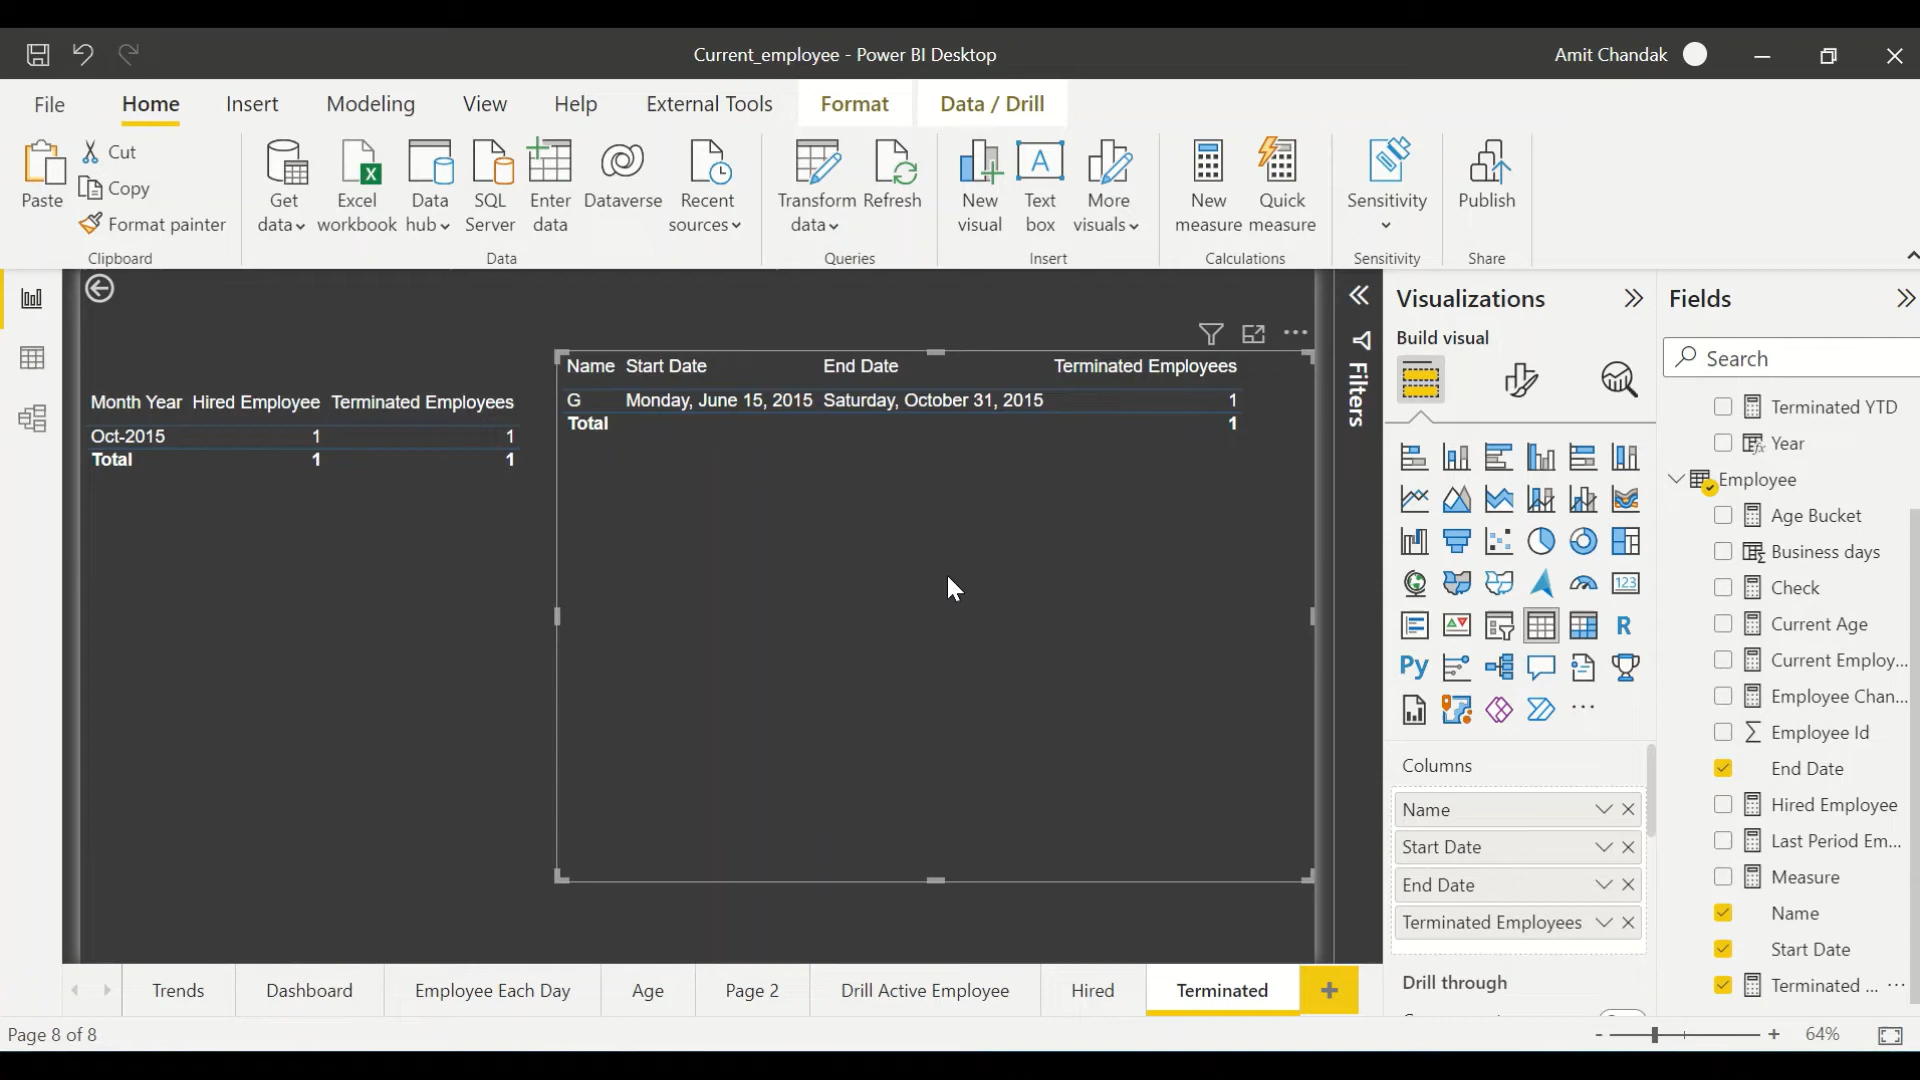 Current_employee - Power BI Desktop
Amit Chandak
File Home Insert Modeling View Help External Tools Format Data / Drill
Paste
Cut
Copy
Format painter
Clipboard
Get data
Excel workbook
Data hub
SQL Server
Enter data
Dataverse
Recent sources
Data
Transform data
Refresh
Queries
New visual
Text box
More visuals
Insert
New measure
Quick measure
Calculations
Sensitivity
Sensitivity
Publish
Share
Month Year Hired Employee Terminated Employees
Oct-2015 1 1
Total 1 1
Name Start Date End Date Terminated Employees
G Monday, June 15, 2015 Saturday, October 31, 2015 1
Total 1
Filters
Visualizations
Build visual
123
R
Py
Columns
Name
Start Date
End Date
Terminated Employees
Drill through
Fields
Search
Terminated YTD
Year
Employee
Age Bucket
Business days
Check
Current Age
Current Employ...
Employee Chan...
Employee Id
End Date
Hired Employee
Last Period Em...
Measure
Name
Start Date
Terminated ...
Trends Dashboard Employee Each Day Age Page 2 Drill Active Employee Hired Terminated
Page 8 of 8
64%